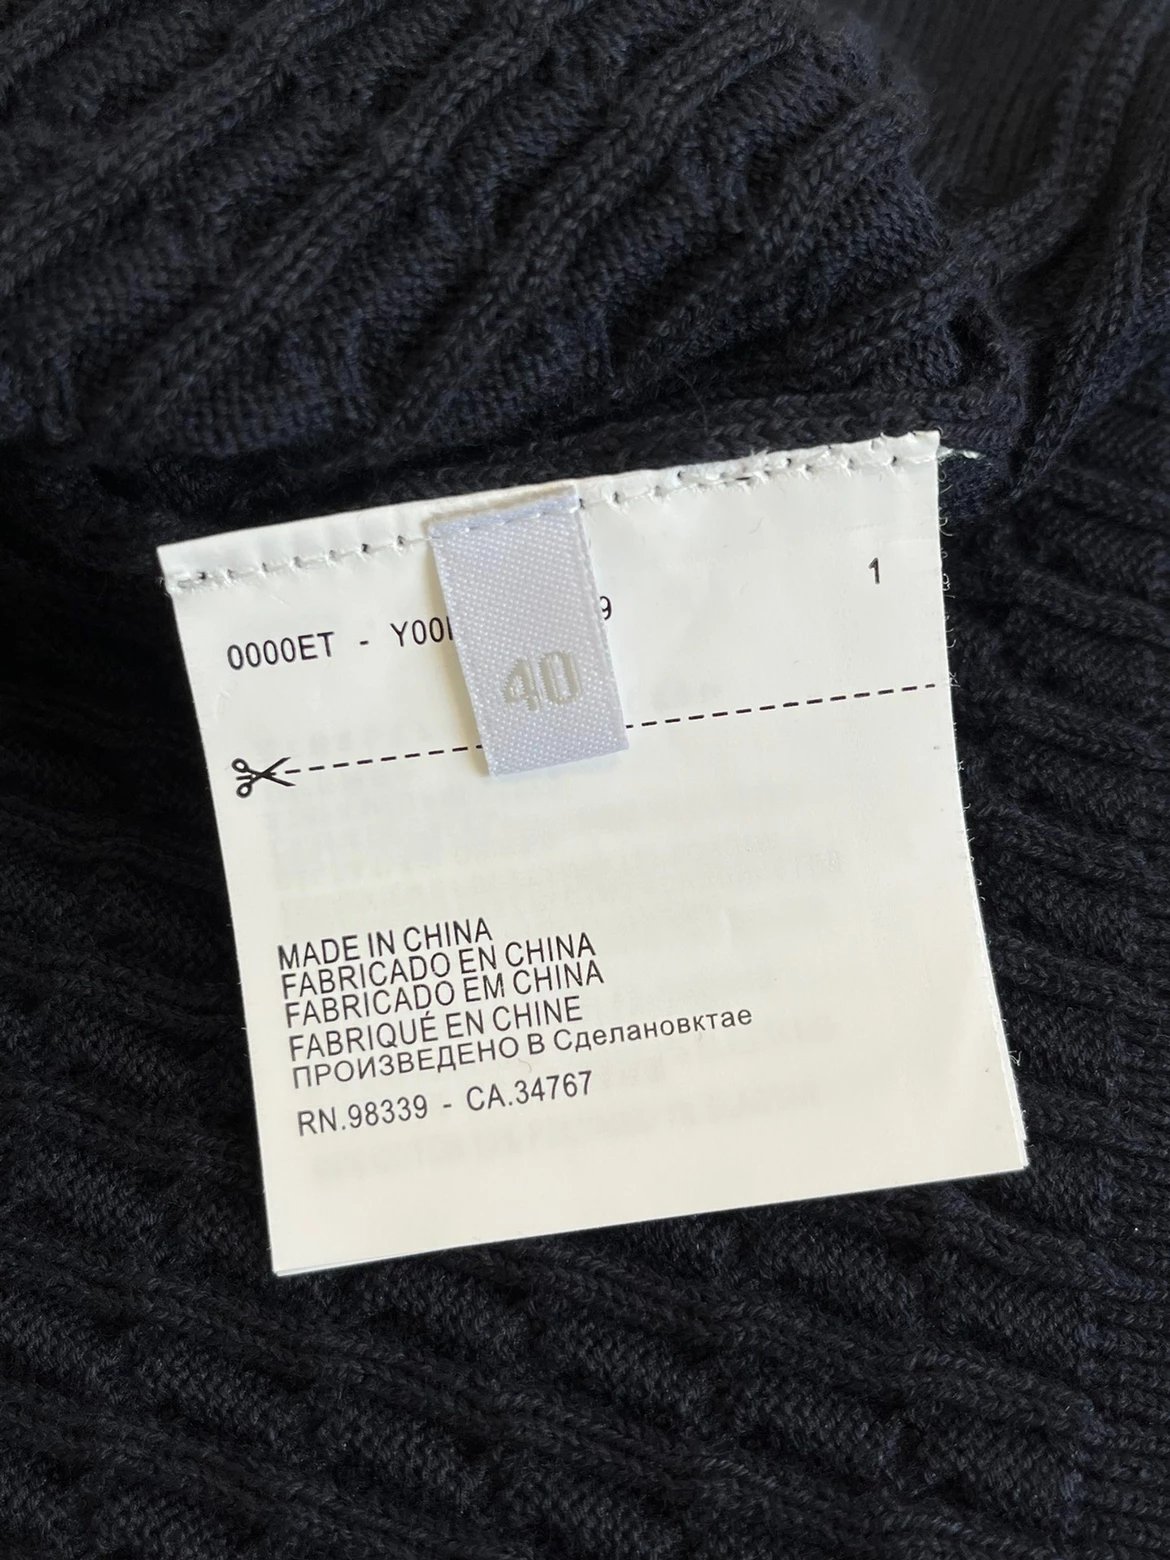 1
0000ET - Y00 9
40
MADE IN CHINA
FABRICADO EN CHINA
FABRICADO EM CHINA
FABRIQUÉ EN CHINE
ПРОИЗВЕДЕНО В Сделановктае
RN.98339 - CA.34767